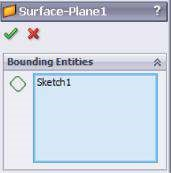 Surface-Plane1 ?
Bounding Entities
Sketch1